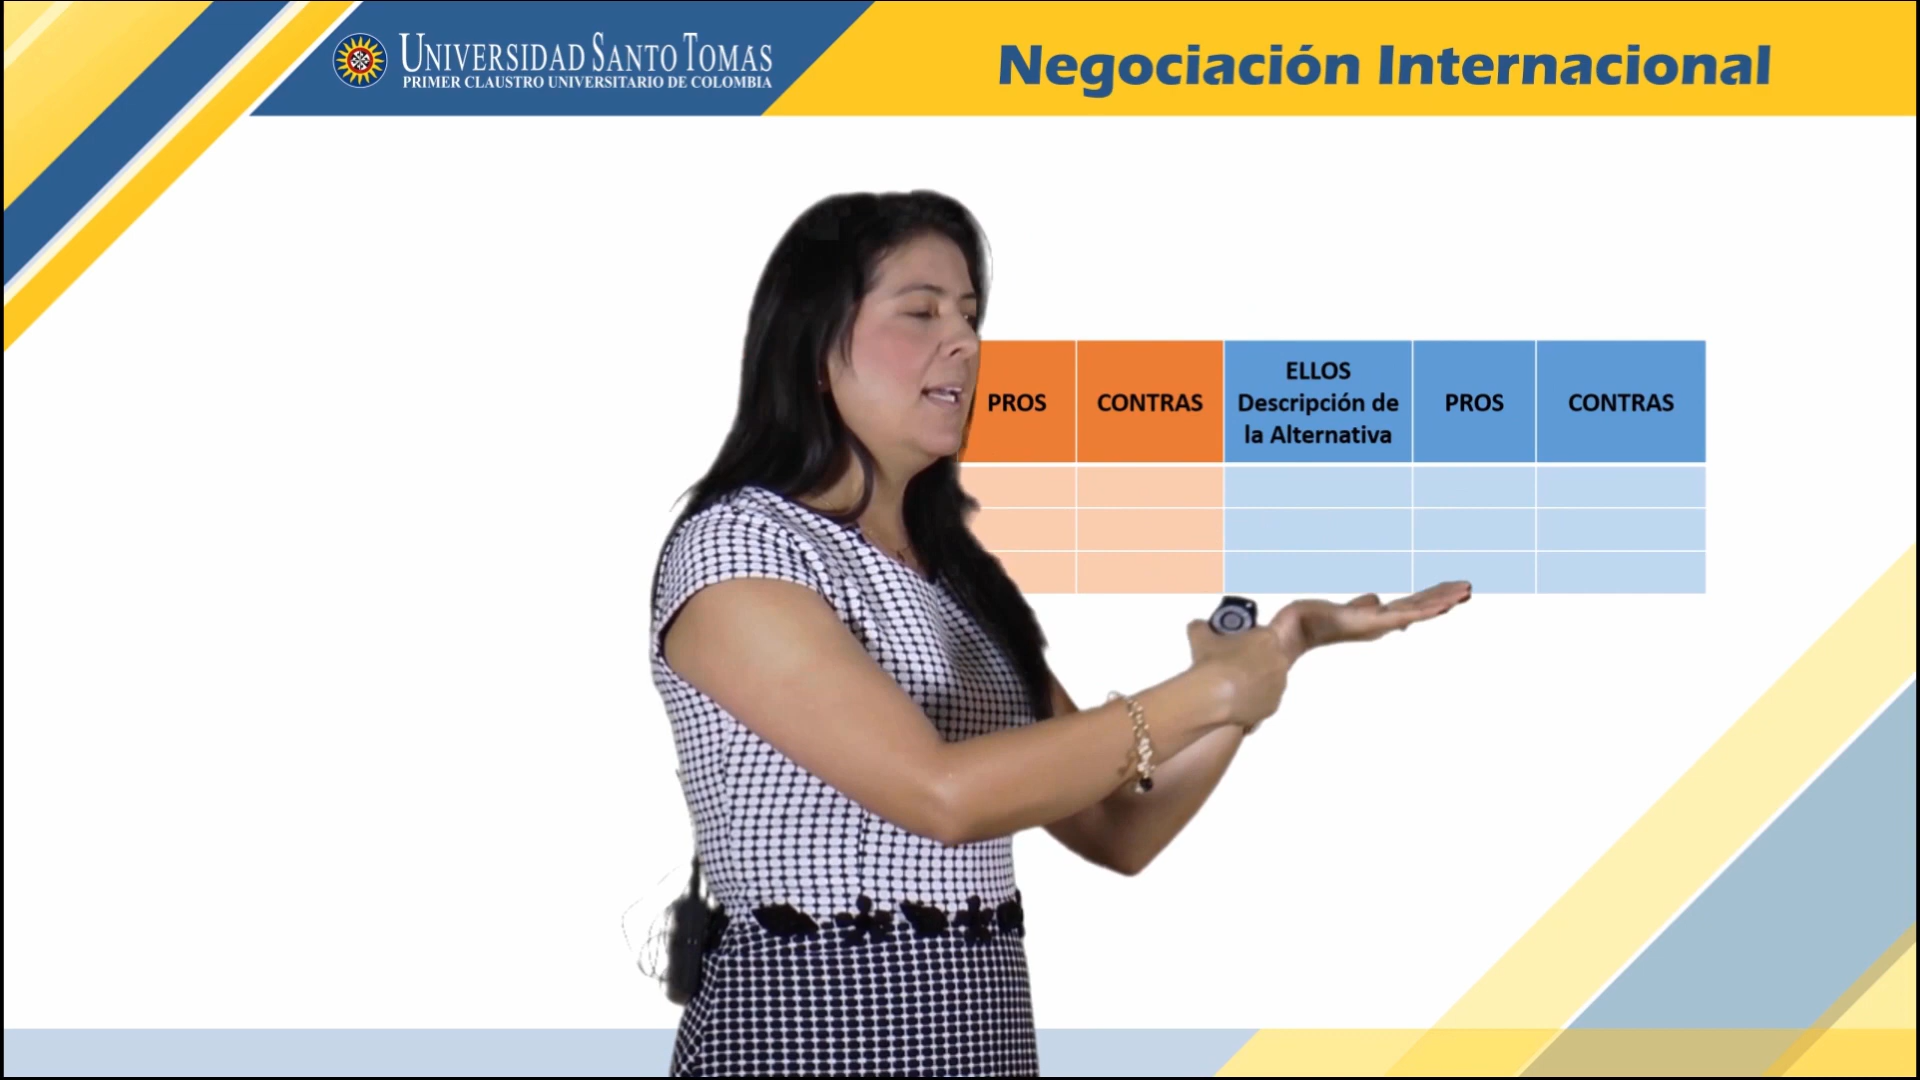 UNIVERSIDAD SANTO TOMAS
PRIMER CLAUSTRO UNIVERSITARIO DE COLOMBIA
Negociación Internacional
PROS
CONTRAS
ELLOS
Descripción de
la Alternativa
PROS
CONTRAS